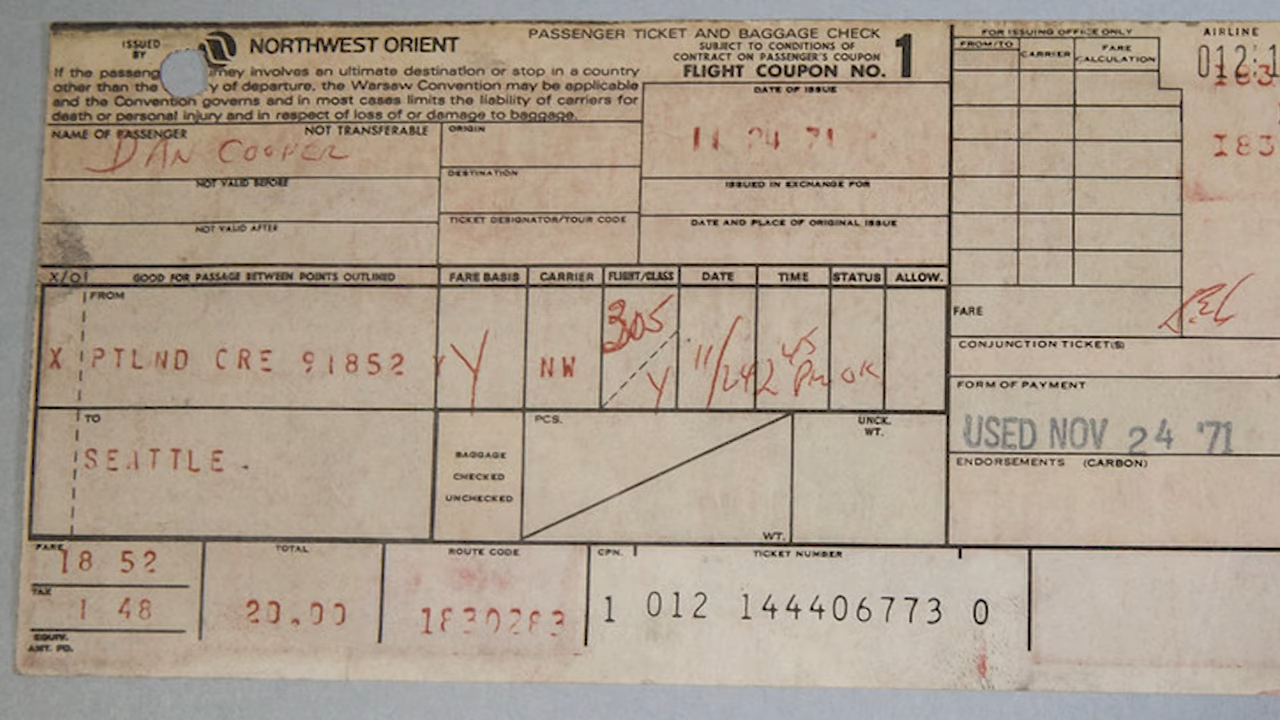 ISSUED BY
NORTHWEST ORIENT
PASSENGER TICKET AND BAGGAGE CHECK
SUBJECT TO CONDITIONS OF
CONTRACT ON PASSENGER'S COUPON
FLIGHT COUPON NO. 1
If the passeng ney involves an ultimate destination or stop in a country
other than the y of departure, the Warsaw Convention may be applicable
and the Convention governs and in most cases limits the liability of carriers for
death or personal injury and in respect of loss of or damage to baggage.
NAME OF PASSENGER NOT TRANSFERABLE
DAN COOPER
NOT VALID BEFORE
NOT VALID AFTER
ORIGIN
DESTINATION
TICKET DESIGNATOR/TOUR CODE
DATE OF ISSUE
11 24 71
ISSUED IN EXCHANGE FOR
DATE AND PLACE OF ORIGINAL ISSUE
FOR ISSUING OFFICE ONLY
FROM/TO CARRIER FARE CALCULATION
AIRLINE
012:1
183
183
FARE
CONJUNCTION TICKET(S)
FORM OF PAYMENT
USED NOV 24 '71
ENDORSEMENTS (CARBON)
X/O GOOD FOR PASSAGE BETWEEN POINTS OUTLINED FARE BASIS CARRIER FLIGHT/CLASS DATE TIME STATUS ALLOW.
FROM
X PTLND ORE 91852 Y Y NW 305 Y 11/24 2 45 PM OK
TO
SEATTLE.
BAGGAGE
CHECKED
UNCHECKED
PCS.
WT.
UNCK.
WT.
FARE
18 52
TAX
1 48
EQUIV.
AMT. PD.
TOTAL
20.00
ROUTE CODE
1830283
CPN. TICKET NUMBER
1 012 144406773 0